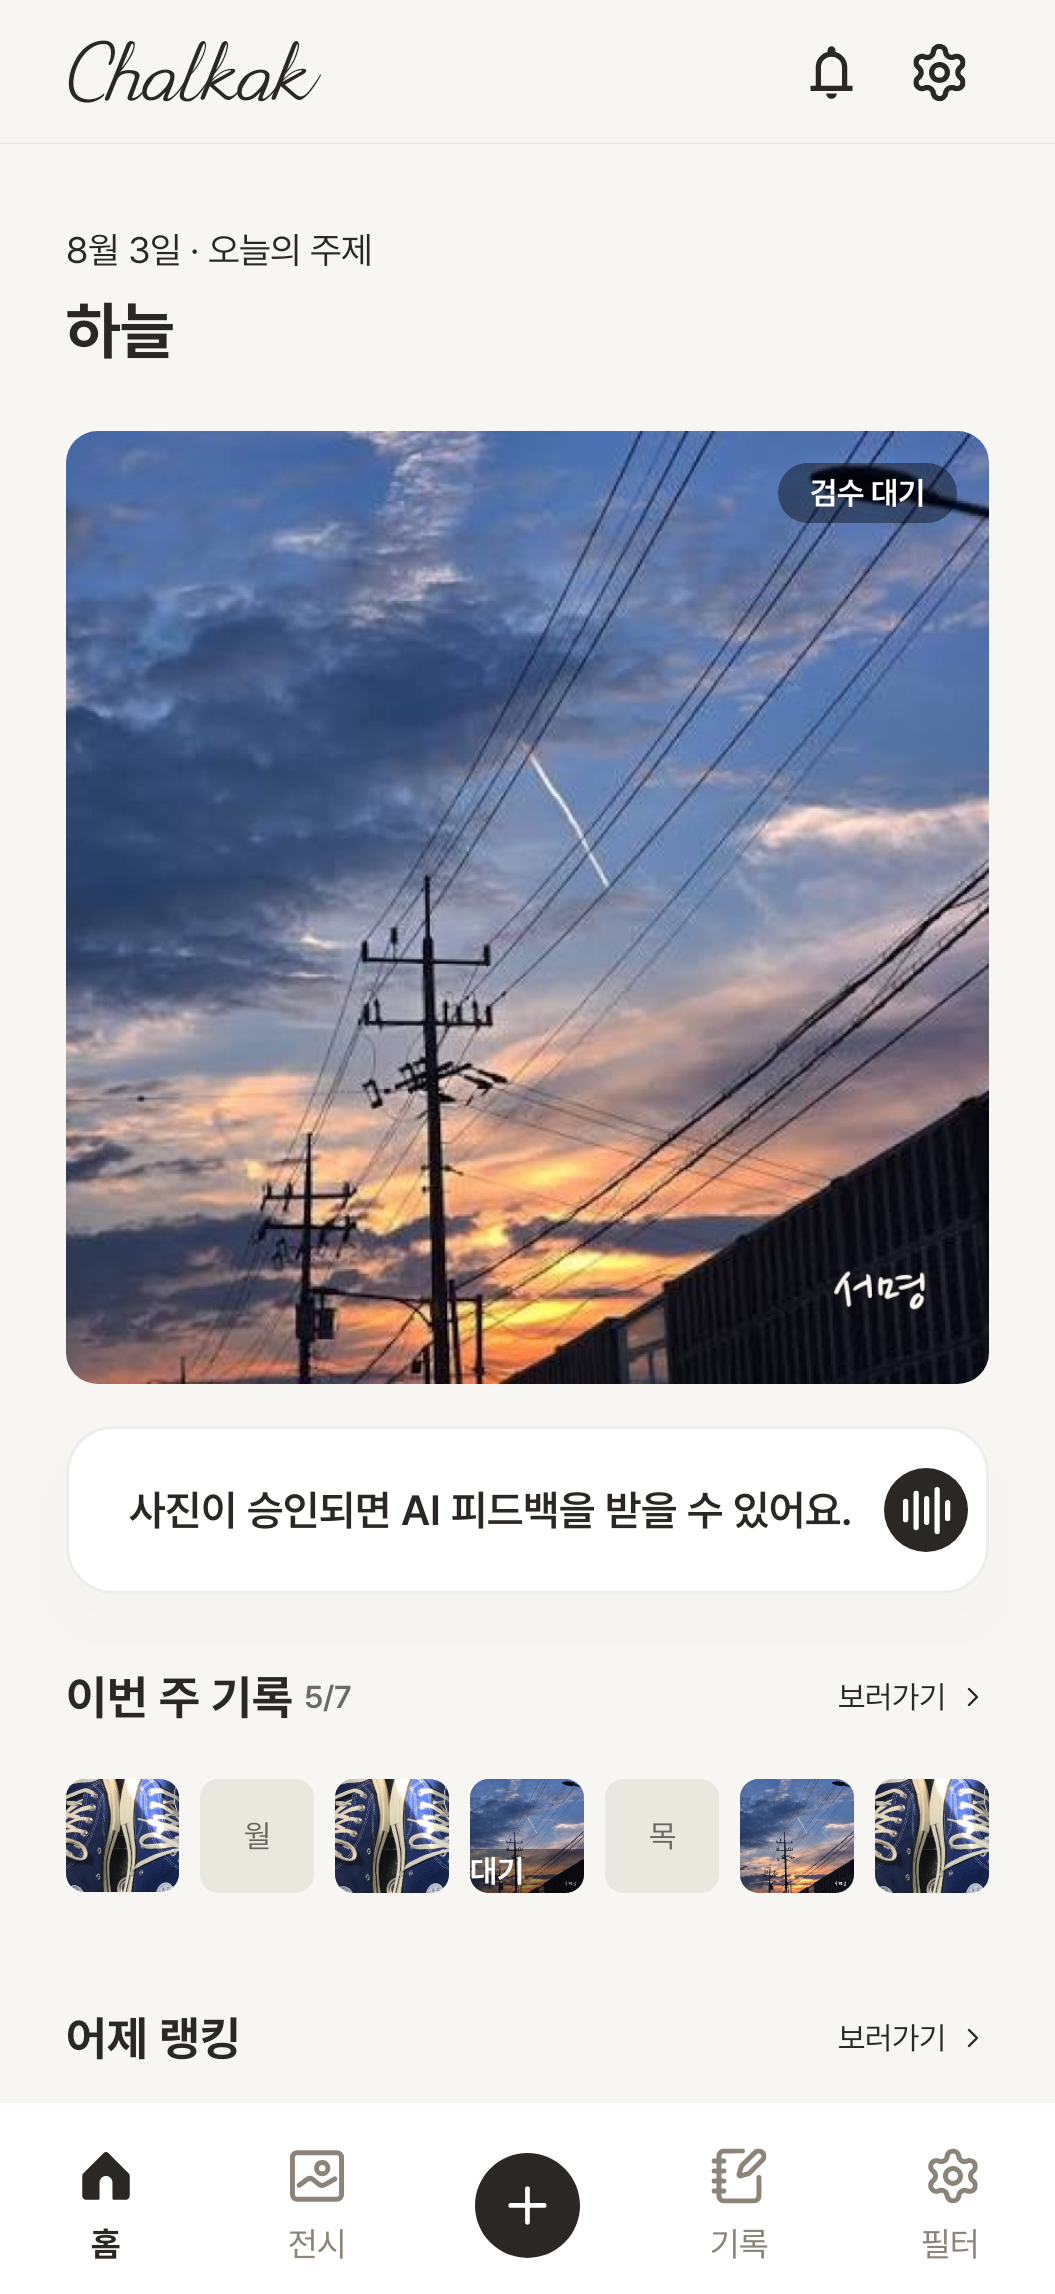 Chalkak
8월 3일 · 오늘의 주제
하늘
검수 대기
서명
사진이 승인되면 AI 피드백을 받을 수 있어요.
이번 주 기록 5/7
보러가기
월
대기
목
어제 랭킹
보러가기
홈
전시
기록
필터